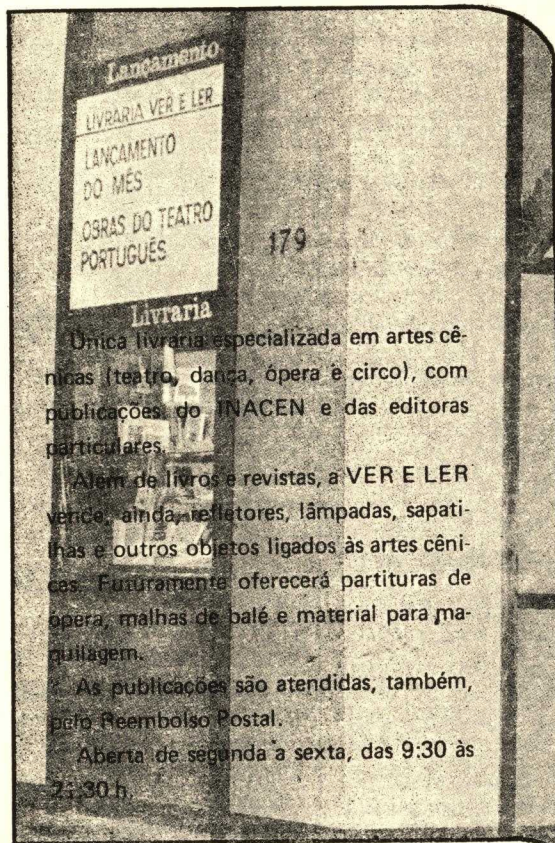 Lançamento
LIVRARIA VER E LER
LANCAMENTO
DO MÊS
OBRAS DO TEATRO
PORTUGUÊS
179
Livraria
Única livraria especializada em artes cê-
nicas (teatro, dança, ópera e circo), com
publicações do INACEN e das editoras
particulares.
Além de livros e revistas, a VER E LER
vende, ainda, refletores, lâmpadas, sapati-
lhas e outros objetos ligados às artes cêni-
cas. Futuramente oferecerá partituras de
ópera, malhas de balé e material para ma-
quilagem.
As publicações são atendidas, também,
pelo Reembolso Postal.
Aberta de segunda a sexta, das 9:30 às
21:30 h.